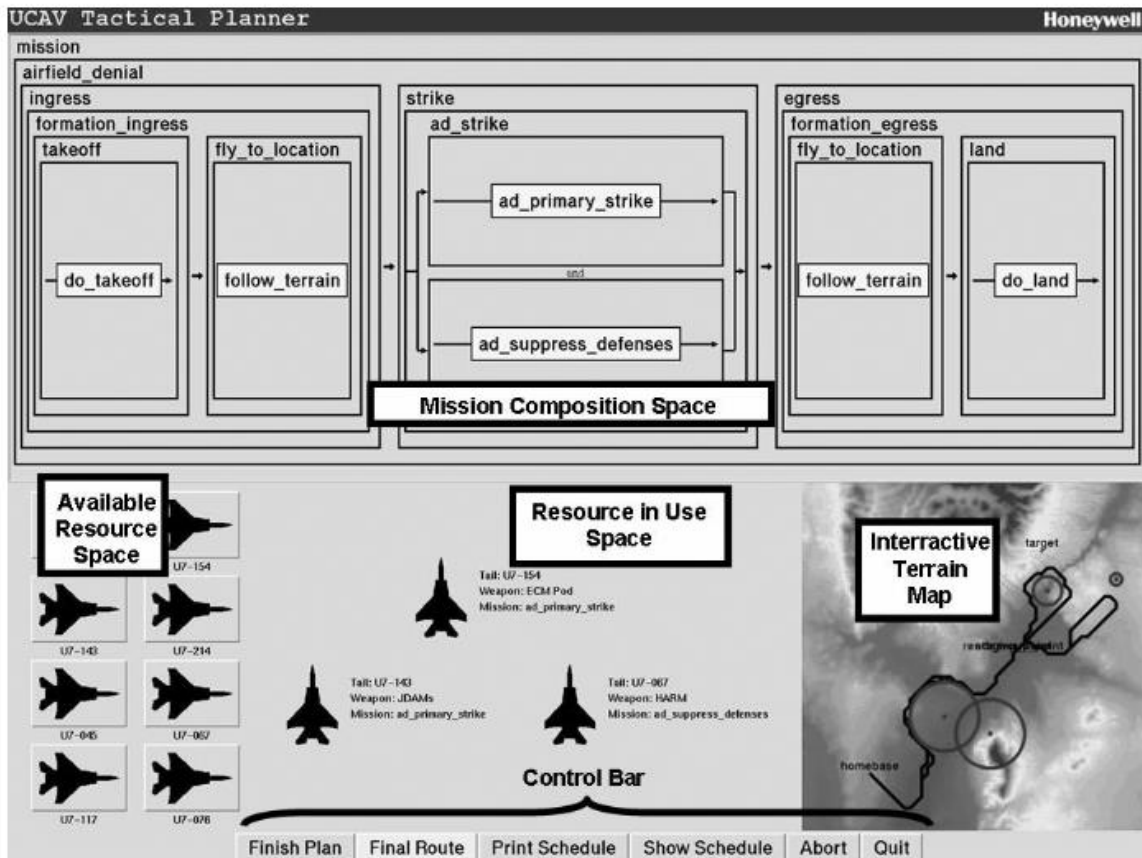 UCAV Tactical Planner
Honeywell
mission
airfield_denial
ingress
strike
egress
formation_ingress
ad_strike
formation_egress
takeoff
fly_to_location
fly_to_location
land
ad_primary_strike
do_takeoff
follow_terrain
and
follow_terrain
do_land
ad_suppress_defenses
Mission Composition Space
Available
Resource
Space
Resource in Use
Space
Interractive
Terrain
Map
U7-154
U7-143
U7-214
U7-045
U7-067
U7-117
U7-076
Tail: U7-154
Weapon: ECM Pod
Mission: ad_primary_strike
Tail: U7-143
Weapon: JDAMs
Mission: ad_primary_strike
Tail: U7-067
Weapon: HARM
Mission: ad_suppress_defenses
target
homebase
Control Bar
Finish Plan
Final Route
Print Schedule
Show Schedule
Abort
Quit